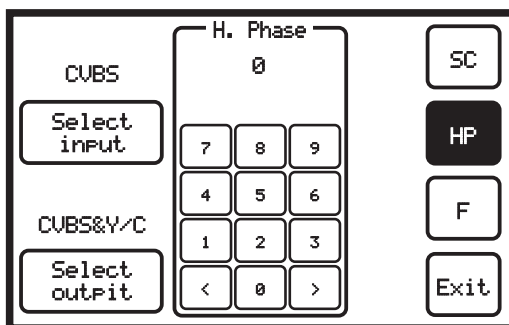 CVBS
Select
input
CVBS&Y/C
Select
outpit
H. Phase
0
7 8 9
4 5 6
1 2 3
< 0 >
SC
HP
F
Exit